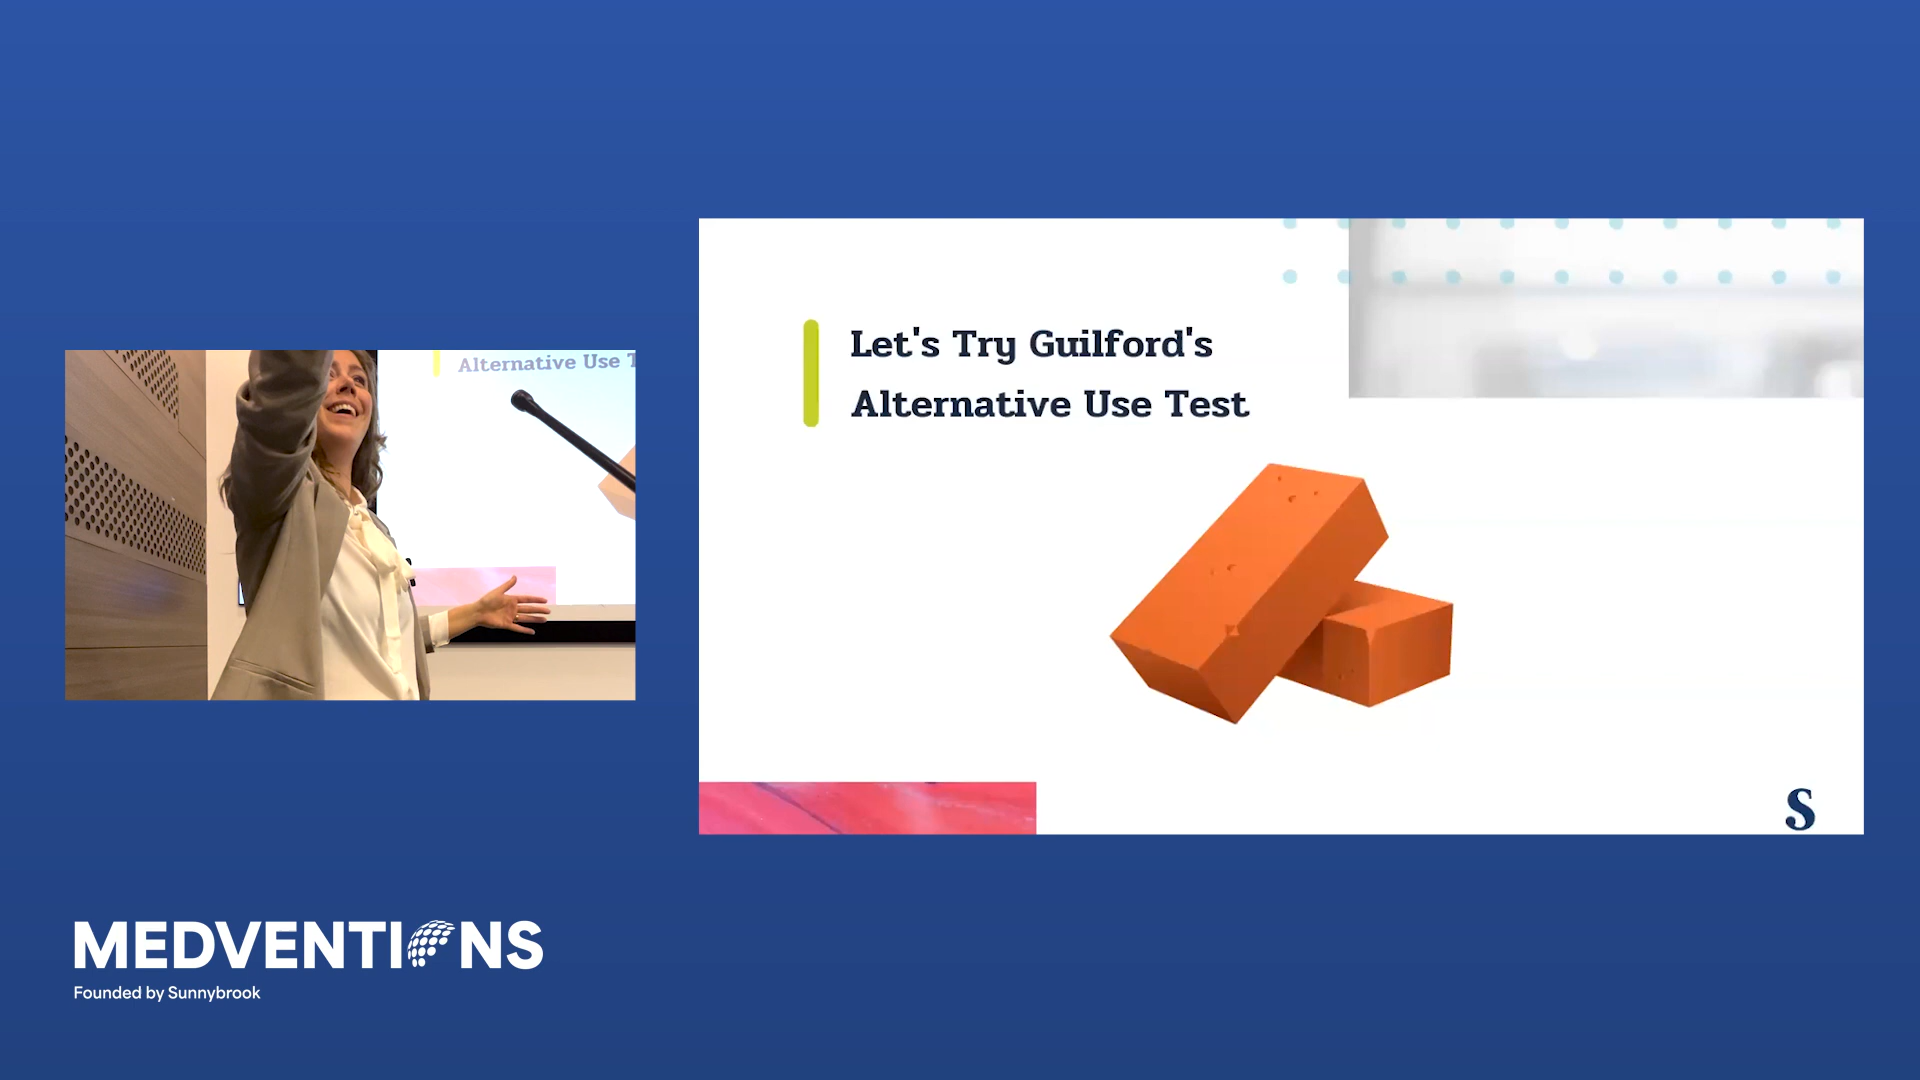 Alternative Use T
Let's Try Guilford's
Alternative Use Test
S
MEDVENTIONS
Founded by Sunnybrook